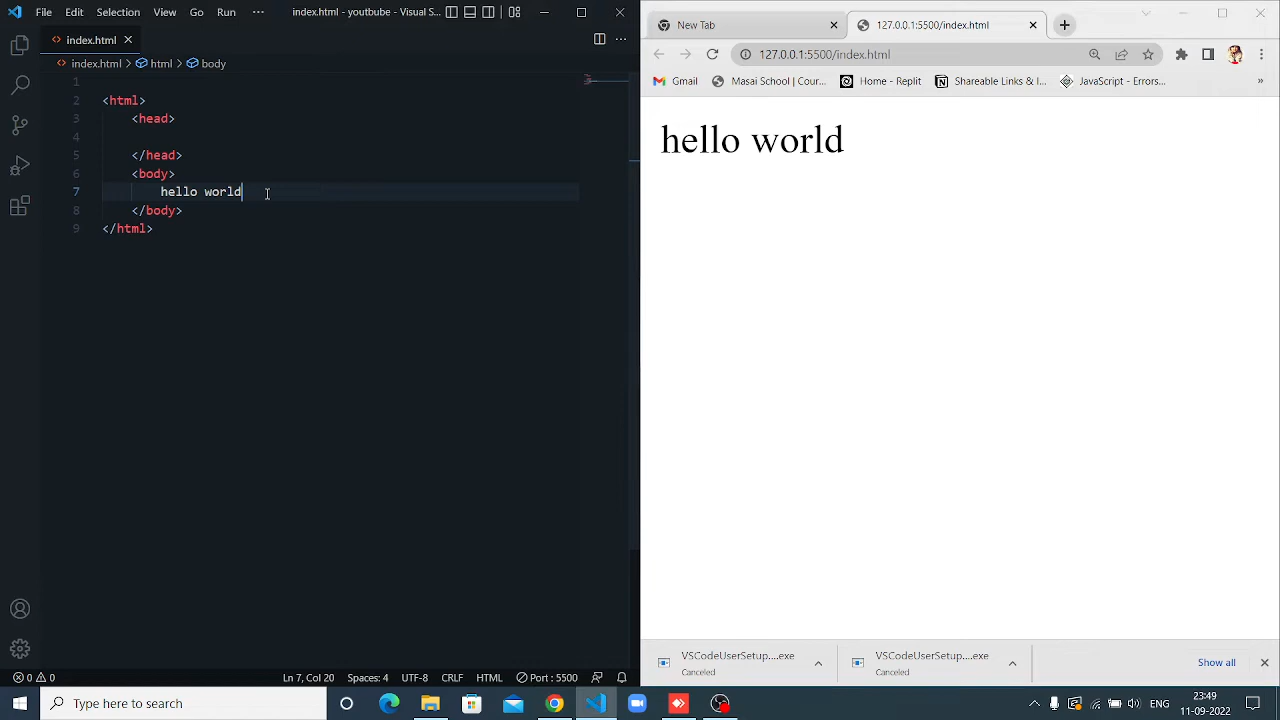 File Edit Selection View Go Run ··· index.html - youtbube - Visual S...
index.html
index.html html body
1
2 <html>
3 <head>
4
5 </head>
6 <body>
7 hello world
8 </body>
9 </html>
0 0 Ln 7, Col 20 Spaces: 4 UTF-8 CRLF HTML Port : 5500
New Tab 127.0.0.1:5500/index.html
127.0.0.1:5500/index.html
Gmail Masai School | Cour... Home - Replit Shareable Links & I... JavaScript - Errors... »
hello world
VSCodeUserSetup....exe VSCodeUserSetup....exe Show all
Canceled Canceled
Type here to search ENG 23:49
11-09-2022